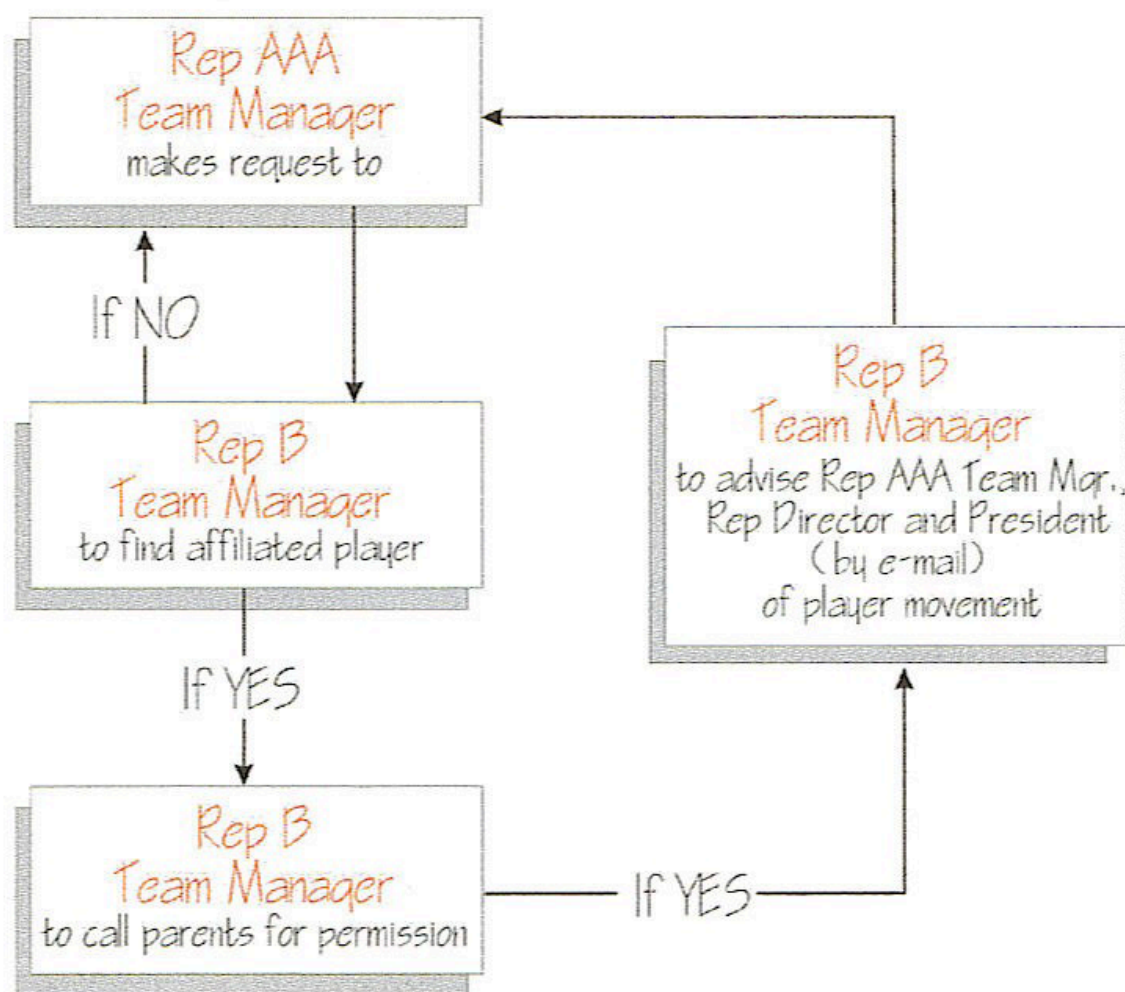 Rep AAA
Team Manager
makes request to
If NO
Rep B
Team Manager
to find affiliated player
If YES
Rep B
Team Manager
to call parents for permission
If YES
Rep B
Team Manager
to advise Rep AAA Team Mgr.,
Rep Director and President
(by e-mail)
of player movement